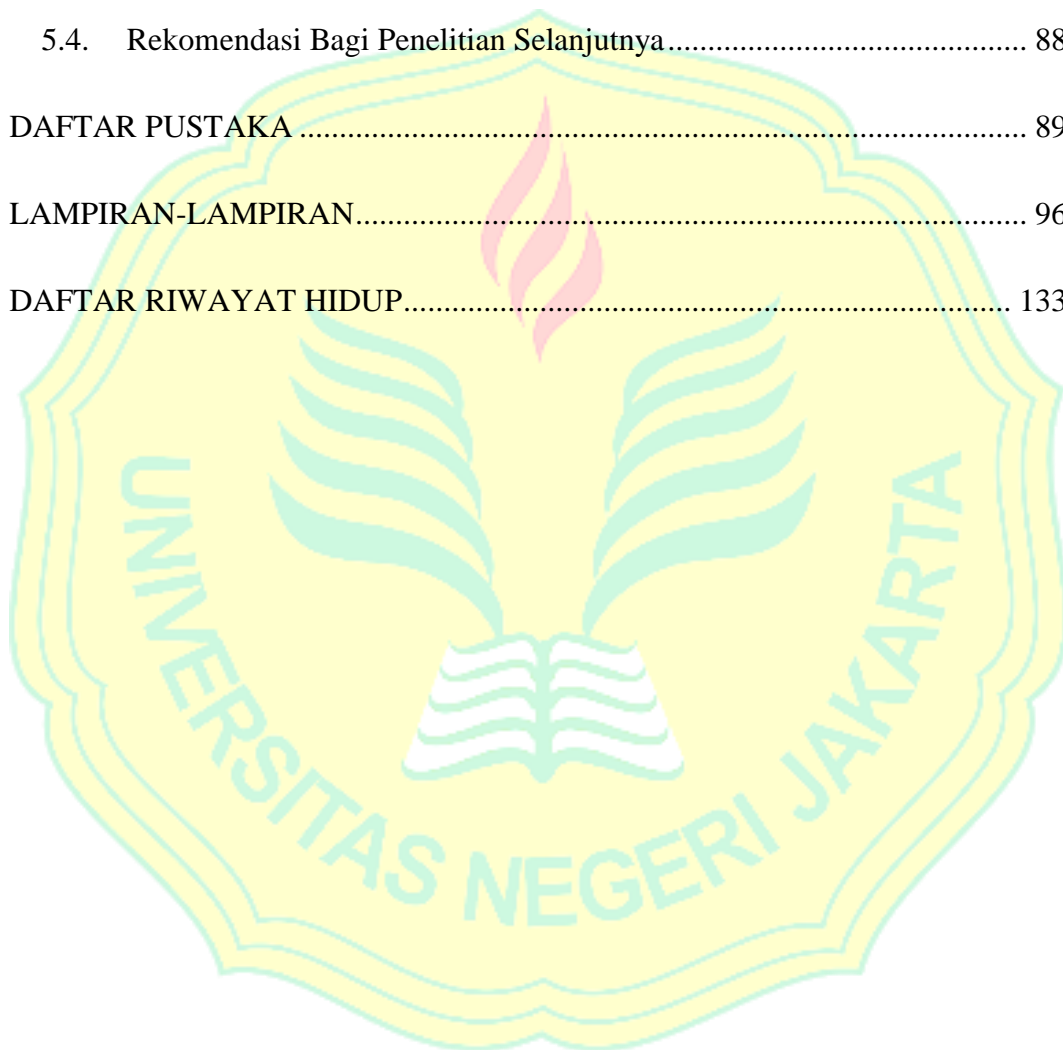 5.4. Rekomendasi Bagi Penelitian Selanjutnya............................................. 88
DAFTAR PUSTAKA ........................................................................................... 89
LAMPIRAN-LAMPIRAN.................................................................................... 96
DAFTAR RIWAYAT HIDUP............................................................................ 133
UNIVERSITAS NEGERI JAKARTA